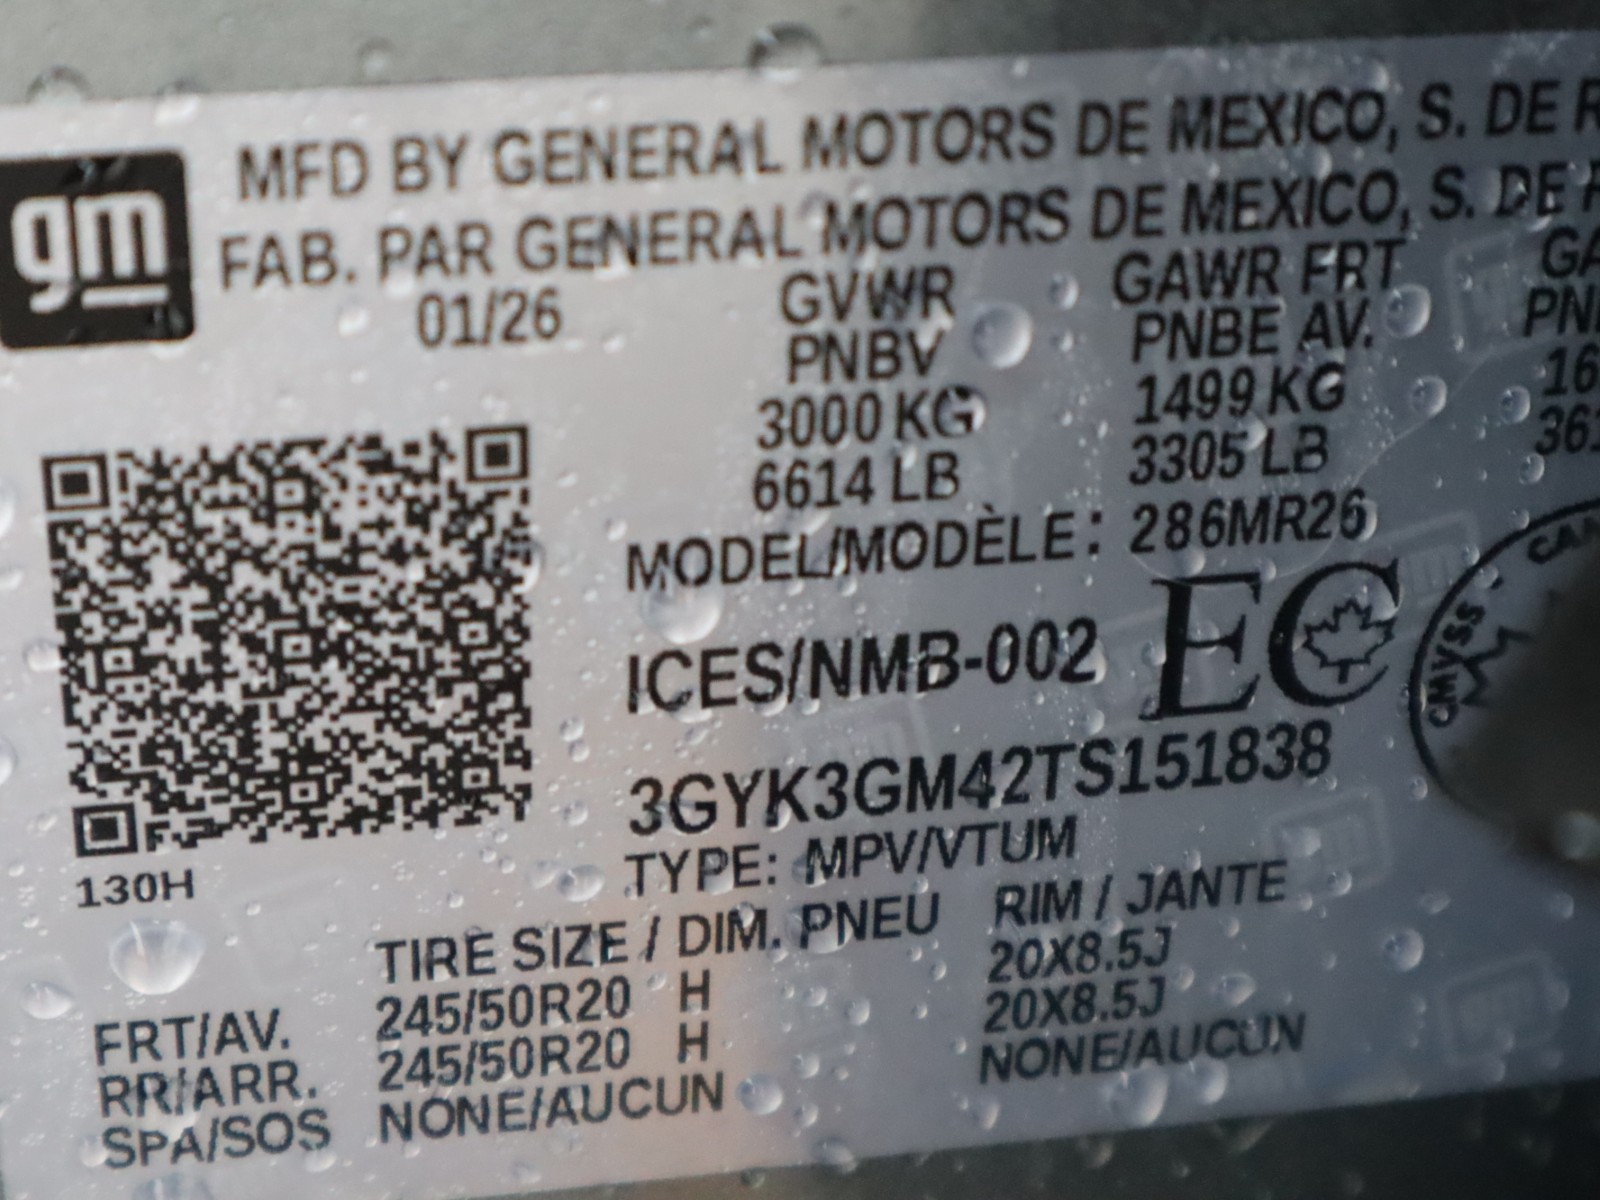 gm
MFD BY GENERAL MOTORS DE MEXICO, S. DE R
FAB. PAR GENERAL MOTORS DE MEXICO, S. DE R
01/26
GVWR
PNBV
3000 KG
6614 LB
GAWR FRT
PNBE AV.
1499 KG
3305 LB
MODEL/MODÈLE: 286MR26
ICES/NMB-002
EC
CMVSS
3GYK3GM42TS151838
TYPE: MPV/VTUM
130H
TIRE SIZE / DIM. PNEU RIM / JANTE
FRT/AV. 245/50R20 H 20X8.5J
RR/ARR. 245/50R20 H 20X8.5J
SPA/SOS NONE/AUCUN NONE/AUCUN